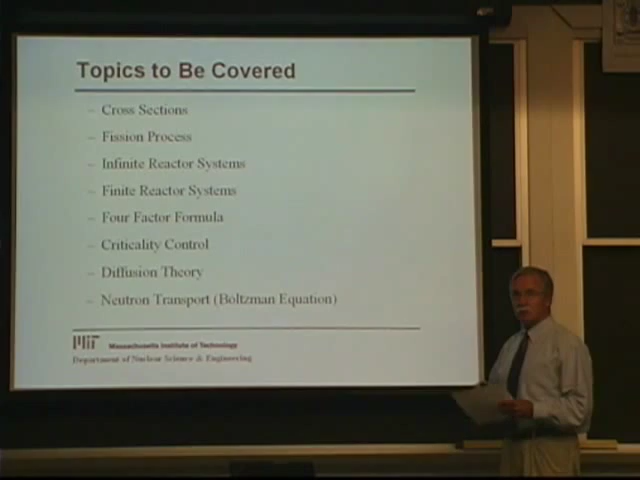 Topics to Be Covered
– Cross Sections
– Fission Process
– Infinite Reactor Systems
– Finite Reactor Systems
– Four Factor Formula
– Criticality Control
– Diffusion Theory
– Neutron Transport (Boltzman Equation)
MIT Massachusetts Institute of Technology
Department of Nuclear Science & Engineering